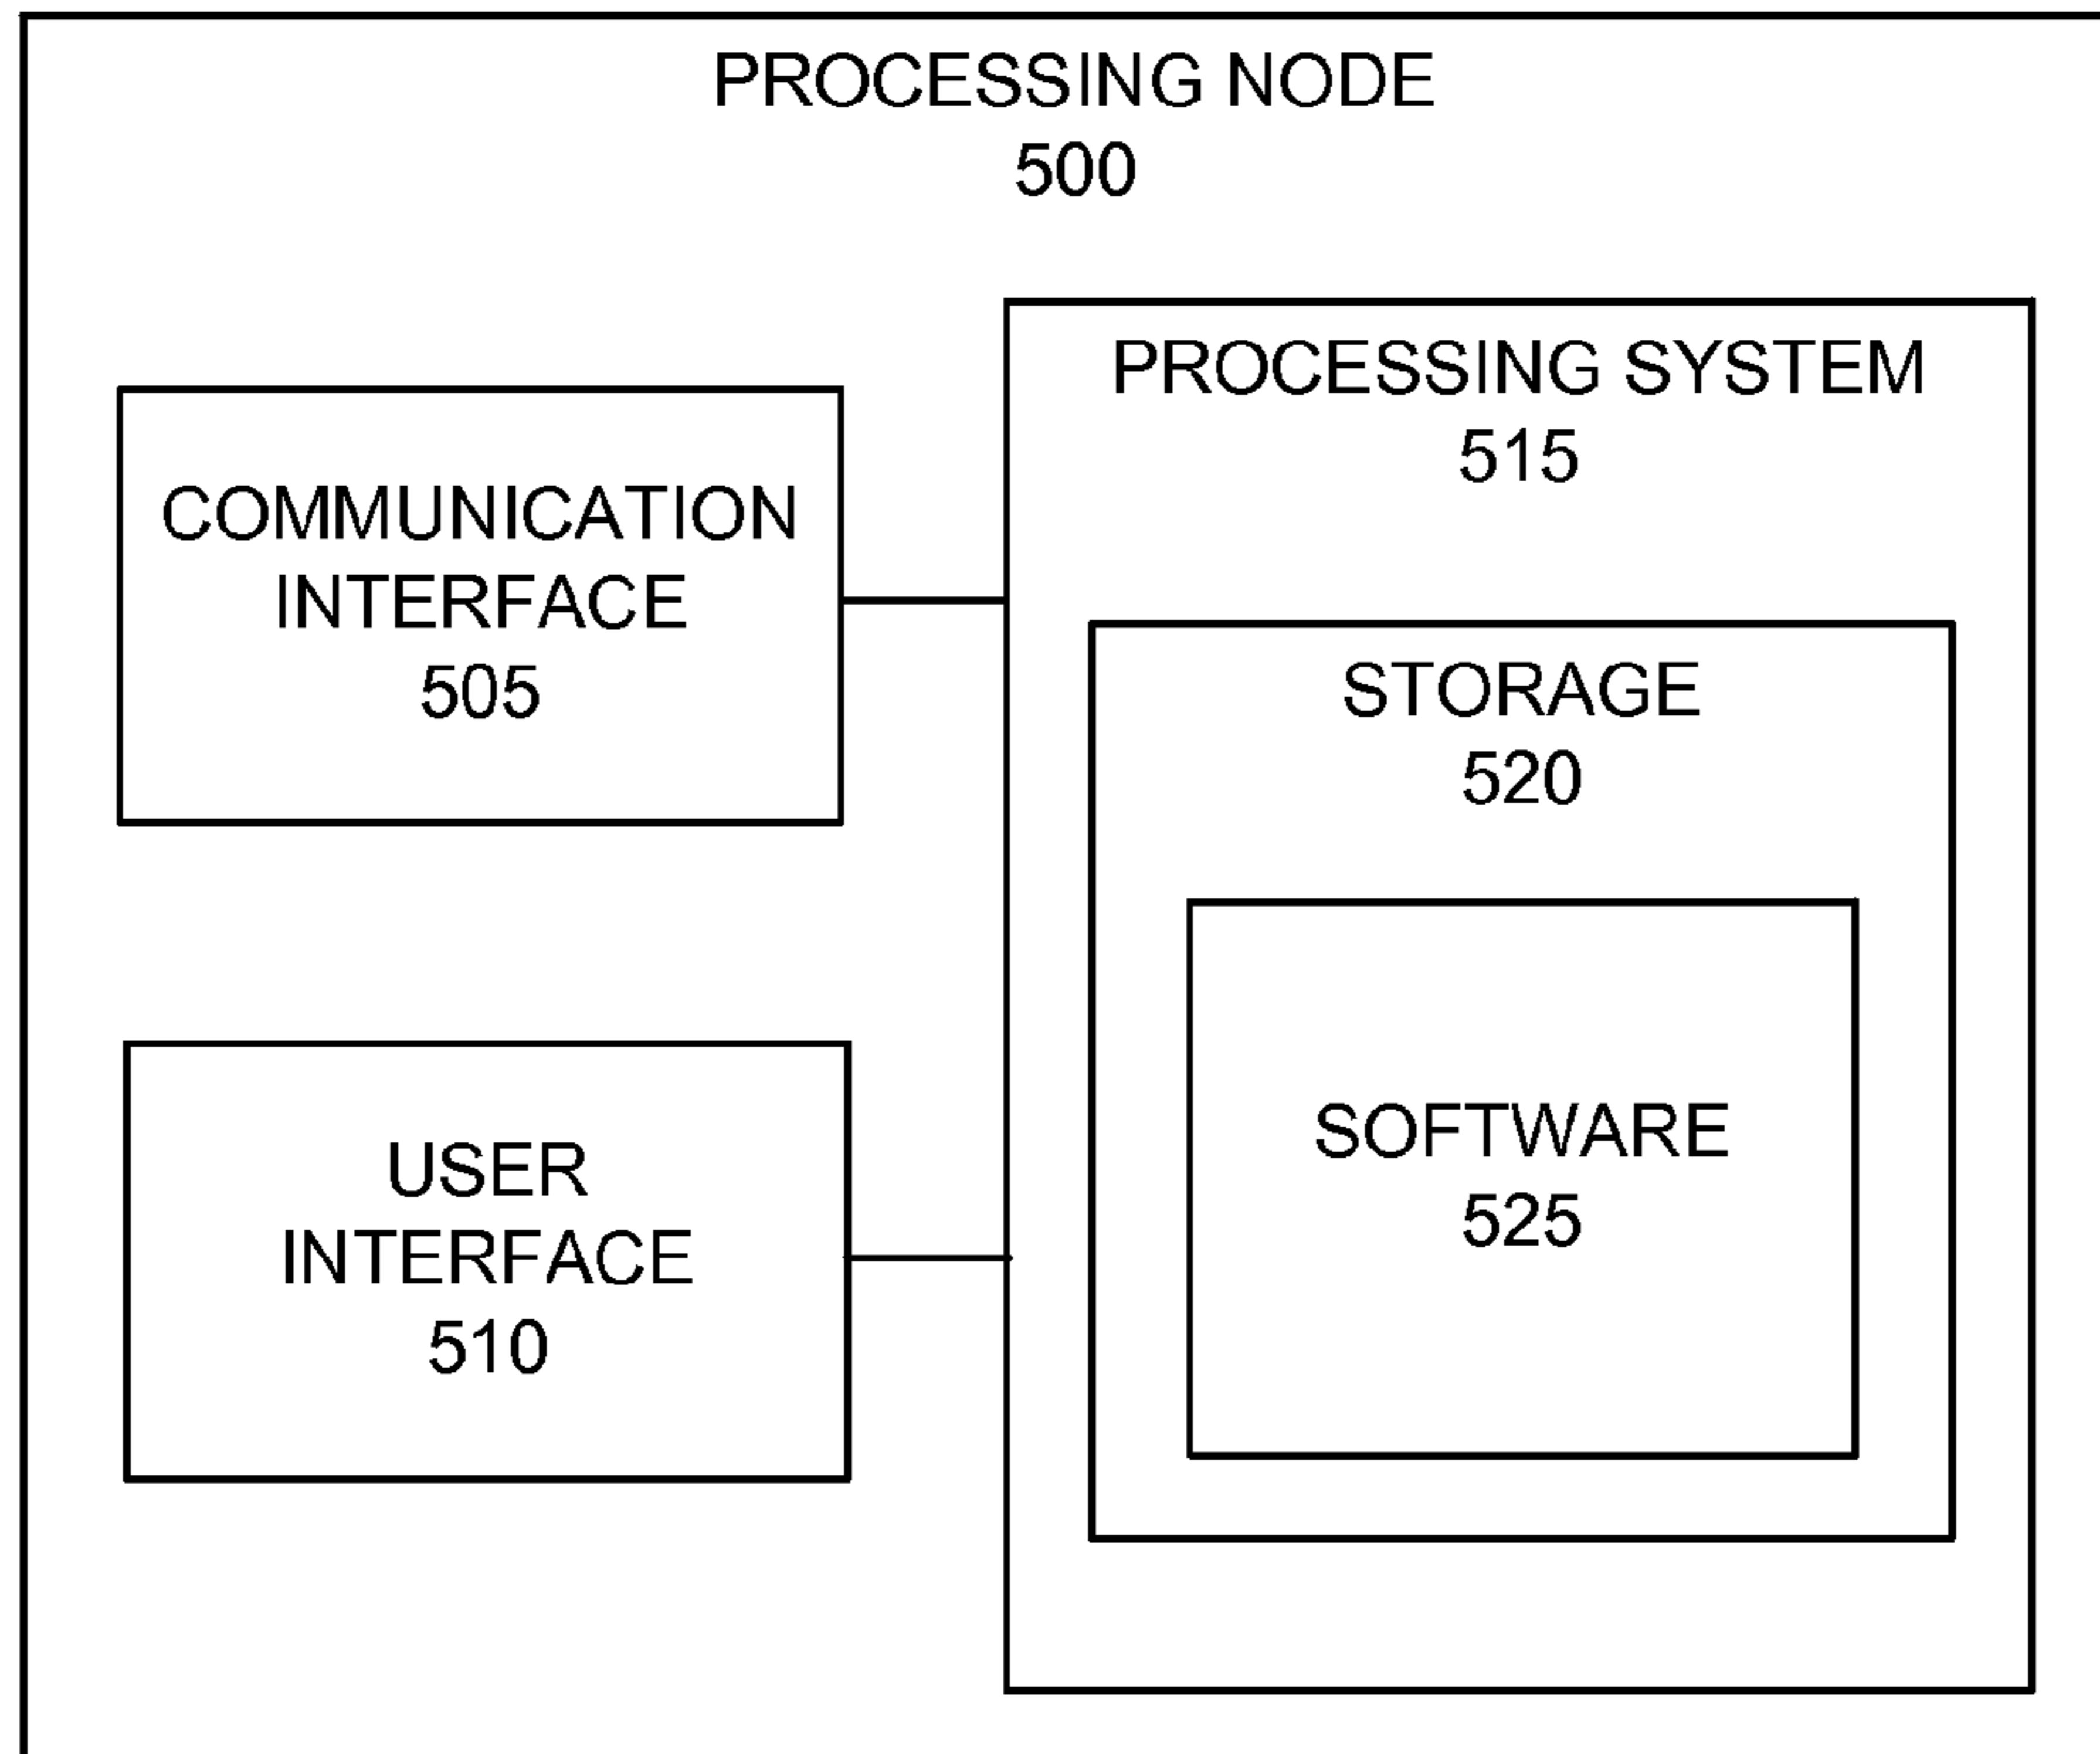 PROCESSING NODE
500
PROCESSING SYSTEM
515
COMMUNICATION
INTERFACE
505
STORAGE
520
USER
INTERFACE
510
SOFTWARE
525